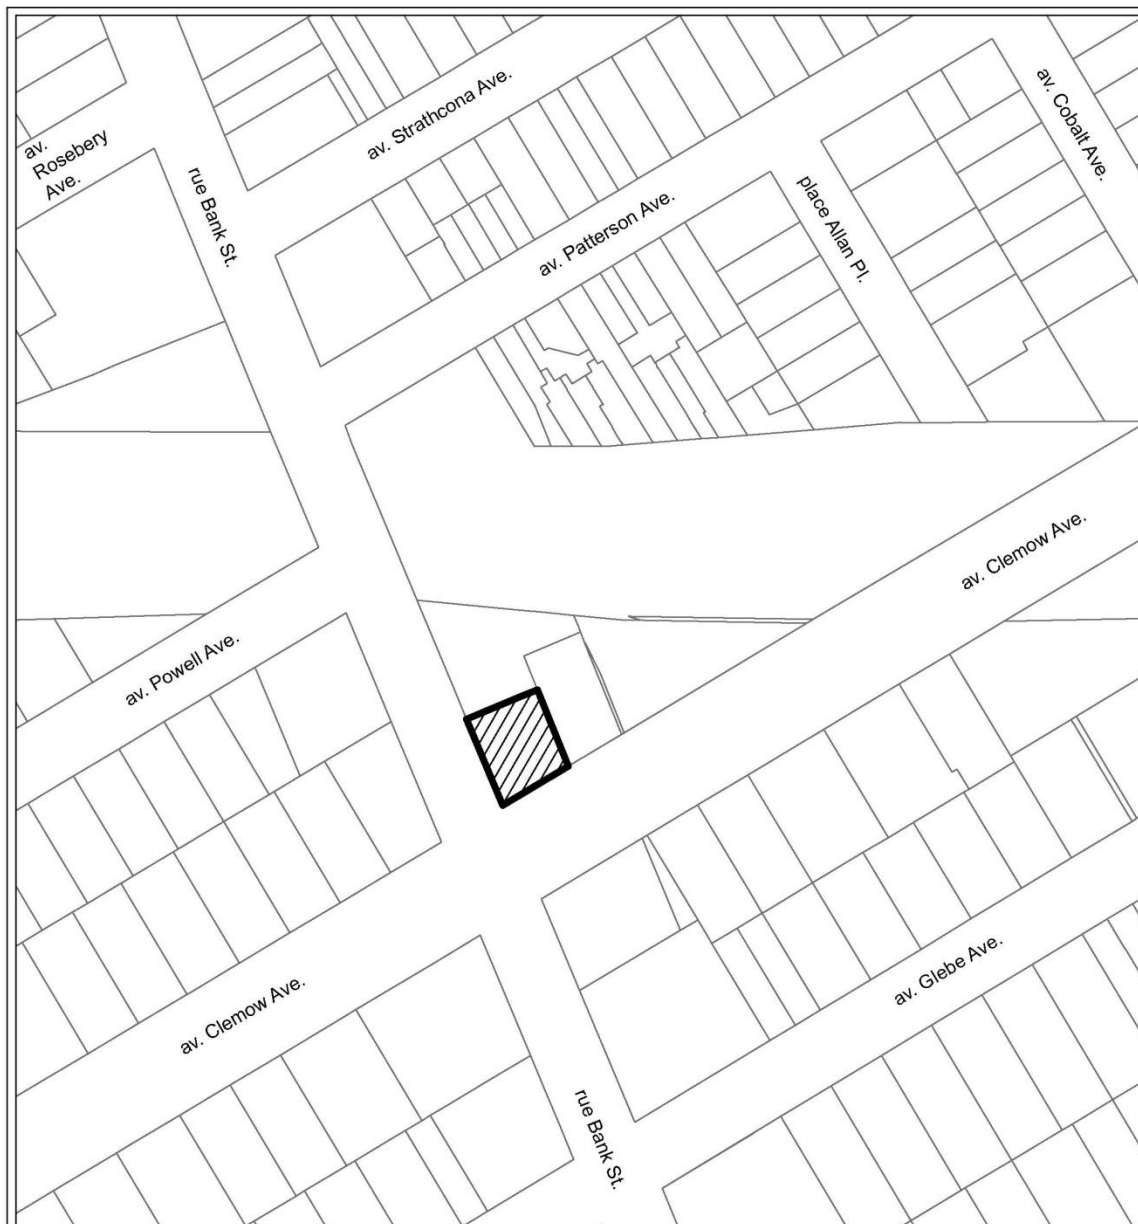 av. Strathcona Ave.
av. Cobalt Ave.
av.
Rosebery
Ave.
rue Bank St.
place Allan Pl.
av. Patterson Ave.
av. Clemow Ave.
av. Powell Ave.
av. Glebe Ave.
av. Clemow Ave.
rue Bank St.